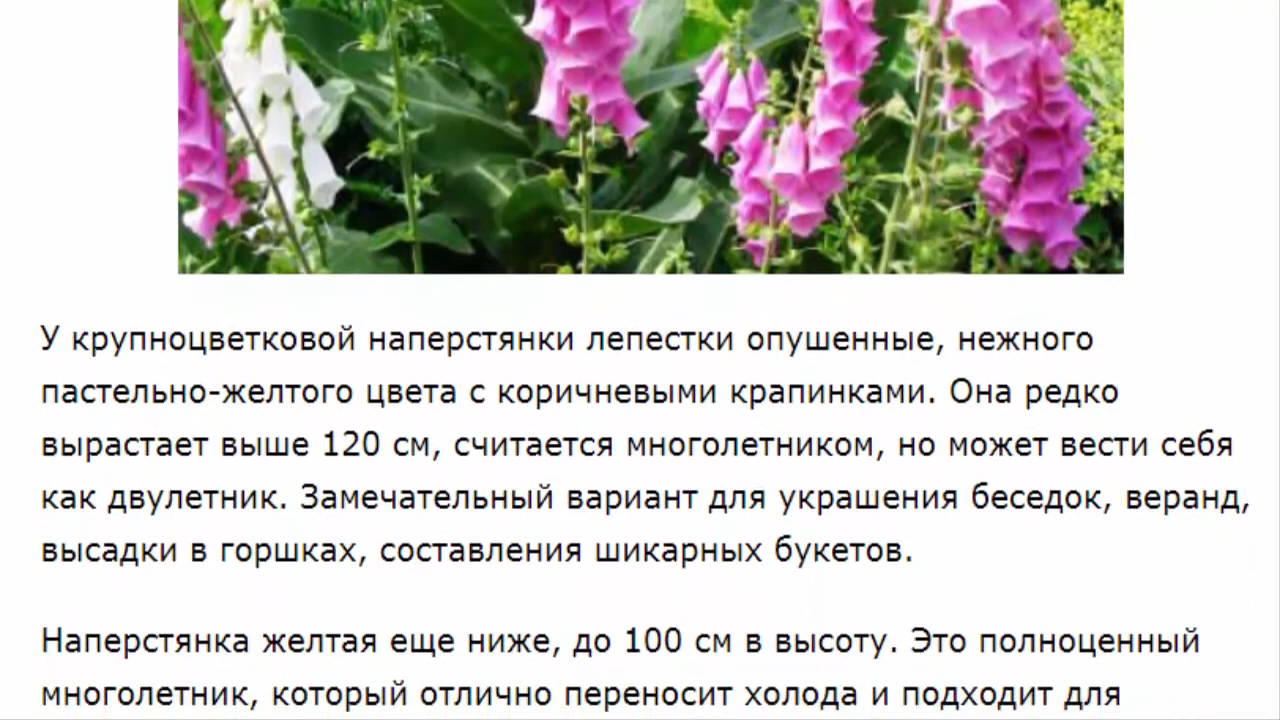 У крупноцветковой наперстянки лепестки опушенные, нежного
пастельно-желтого цвета с коричневыми крапинками. Она редко
вырастает выше 120 см, считается многолетником, но может вести себя
как двулетник. Замечательный вариант для украшения беседок, веранд,
высадки в горшках, составления шикарных букетов.
Наперстянка желтая еще ниже, до 100 см в высоту. Это полноценный
многолетник, который отлично переносит холода и подходит для